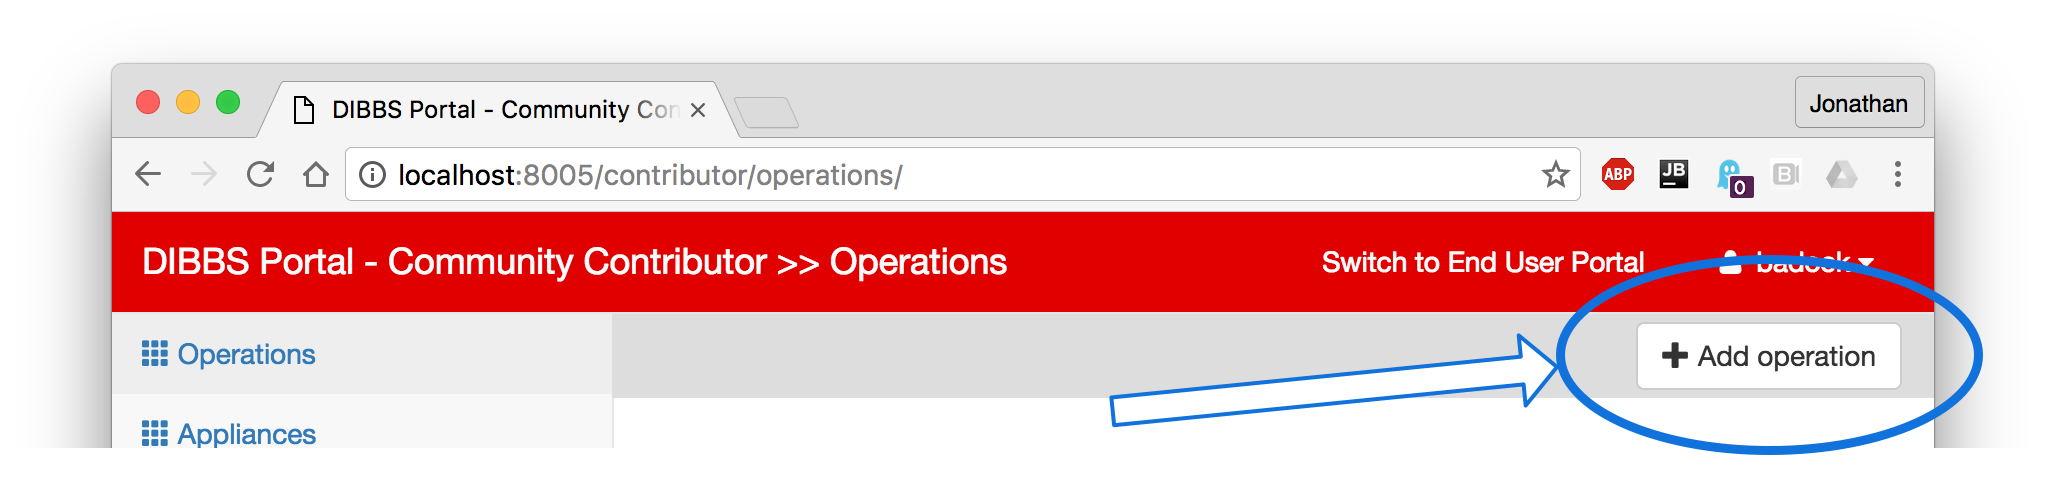 DIBBS Portal - Community Con
Jonathan
localhost:8005/contributor/operations/
ABP
JB
0
B
DIBBS Portal - Community Contributor >> Operations
Switch to End User Portal
badock
Operations
Add operation
Appliances